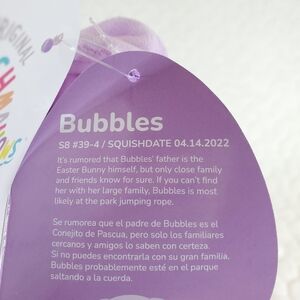 ORIGINAL
Bubbles
S8 #39-4 / SQUISHDATE 04.14.2022
It's rumored that Bubbles' father is the
Easter Bunny himself, but only close family
and friends know for sure. If you can't find
her with her large family, Bubbles is most
likely at the park jumping rope.
Se rumorea que el padre de Bubbles es el
Conejito de Pascua, pero solo los familiares
cercanos y amigos lo saben con certeza.
Si no puedes encontrarla con su gran familia,
Bubbles probablemente esté en el parque
saltando a la cuerda.